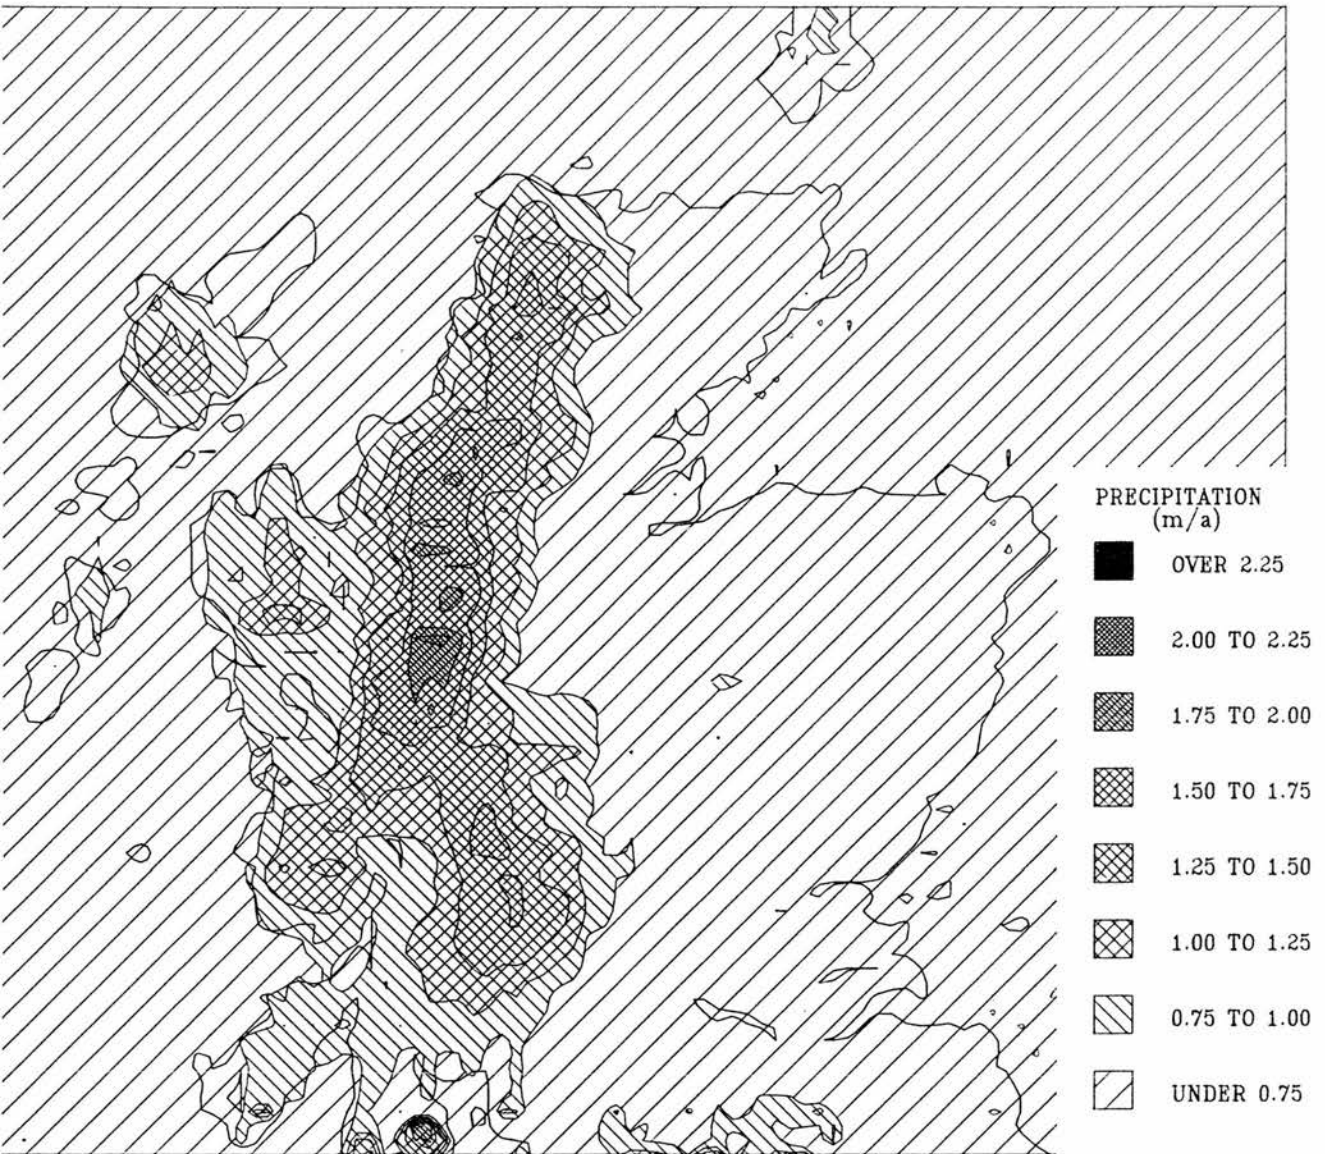 PRECIPITATION
(m/a)
OVER 2.25
2.00 TO 2.25
1.75 TO 2.00
1.50 TO 1.75
1.25 TO 1.50
1.00 TO 1.25
0.75 TO 1.00
UNDER 0.75